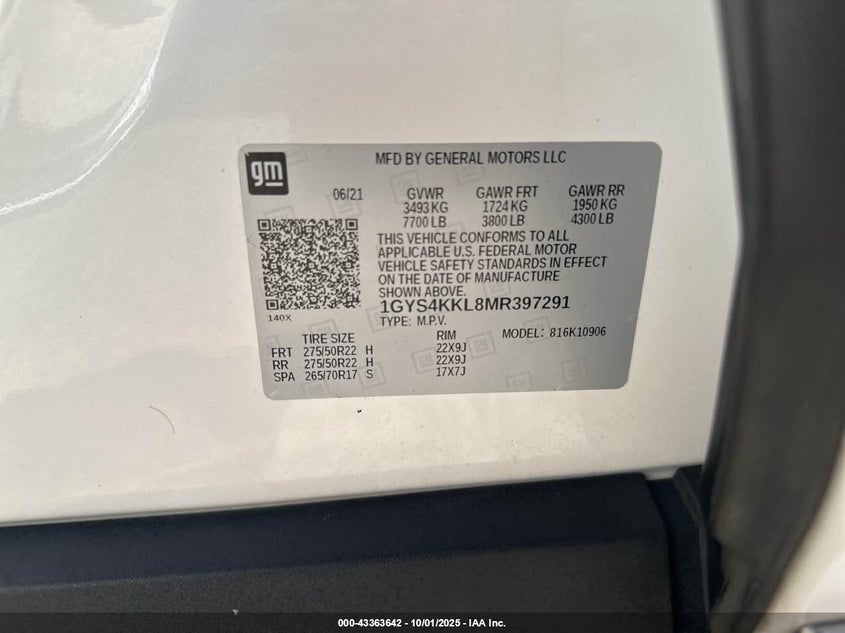 gm
MFD BY GENERAL MOTORS LLC
06/21 GVWR GAWR FRT GAWR RR
3493 KG 1724 KG 1950 KG
7700 LB 3800 LB 4300 LB
THIS VEHICLE CONFORMS TO ALL
APPLICABLE U.S. FEDERAL MOTOR
VEHICLE SAFETY STANDARDS IN EFFECT
ON THE DATE OF MANUFACTURE
SHOWN ABOVE.
1GYS4KKL8MR397291
140X
TYPE: M.P.V.
TIRE SIZE RIM MODEL: 816K10906
FRT 275/50R22 H 22X9J
RR 275/50R22 H 22X9J
SPA 265/70R17 S 17X7J
000-43363642 - 10/01/2025 - IAA Inc.